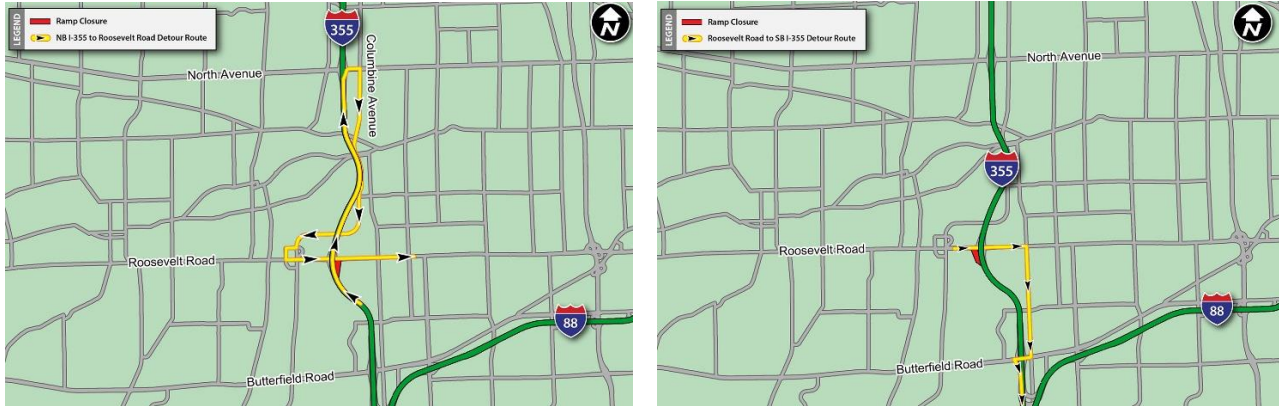 LEGEND
Ramp Closure
NB I-355 to Roosevelt Road Detour Route
355
N
Columbine Avenue
North Avenue
Roosevelt Road
88
Butterfield Road
LEGEND
Ramp Closure
Roosevelt Road to SB I-355 Detour Route
N
North Avenue
355
Roosevelt Road
88
Butterfield Road